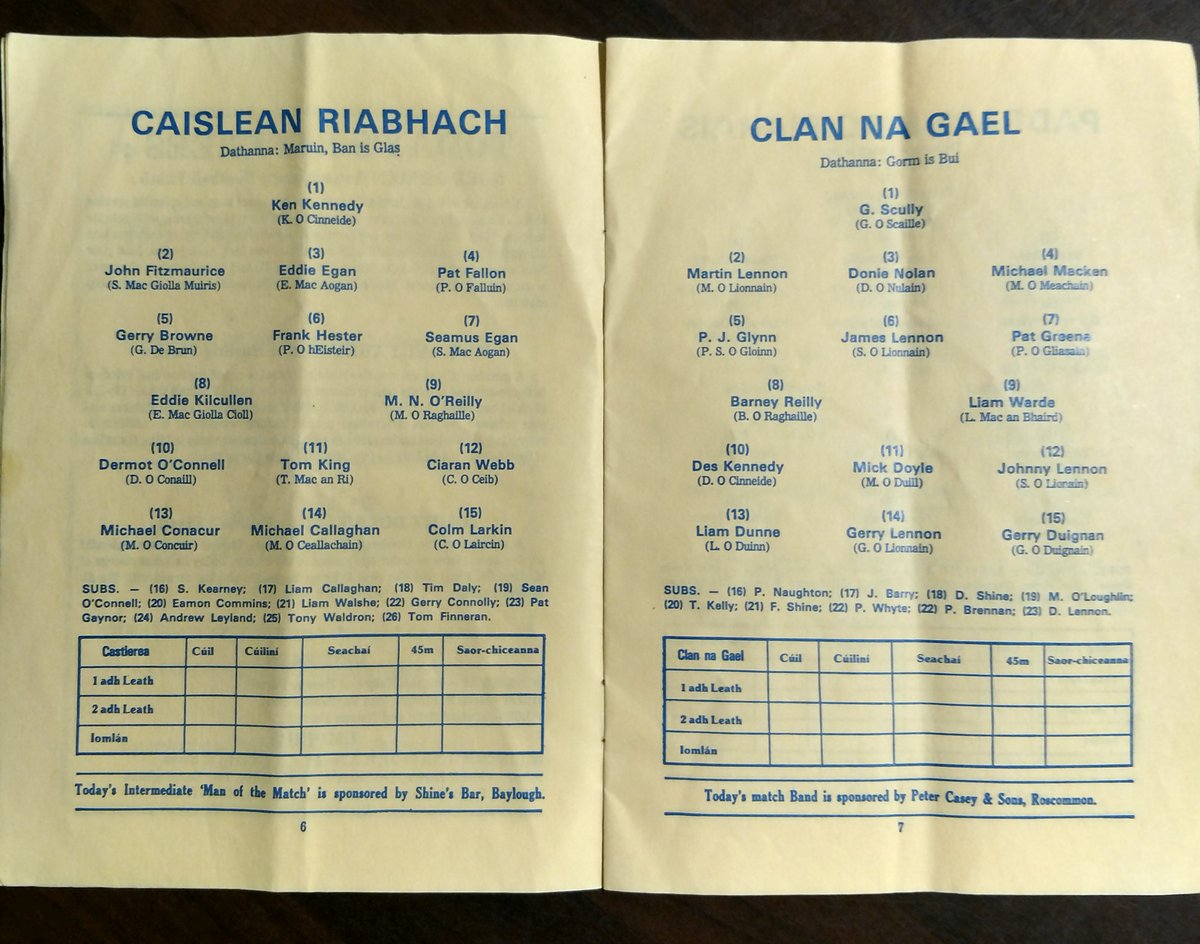 CAISLEAN RIABHACH
Dathanna: Maruin, Ban is Glas
(1)
Ken Kennedy
(K. O Cinneide)
(2) (3) (4)
John Fitzmaurice Eddie Egan Pat Fallon
(S. Mac Giolla Muiris) (E. Mac Aogan) (P. O Falluin)
(5) (6) (7)
Gerry Browne Frank Hester Seamus Egan
(G. De Brun) (P. O hEisteir) (S. Mac Aogan)
(8) (9)
Eddie Kilcullen M. N. O'Reilly
(E. Mac Giolla Cioll) (M. O Raghaille)
(10) (11) (12)
Dermot O'Connell Tom King Ciaran Webb
(D. O Conaill) (T. Mac an Ri) (C. O Ceib)
(13) (14) (15)
Michael Conacur Michael Callaghan Colm Larkin
(M. O Concuir) (M. O Ceallachain) (C. O Laircin)
SUBS. — (16) S. Kearney; (17) Liam Callaghan; (18) Tim Daly; (19) Sean
O'Connell; (20) Eamon Commins; (21) Liam Walshe; (22) Gerry Connolly; (23) Pat
Gaynor; (24) Andrew Leyland; (25) Tony Waldron; (26) Tom Finneran.
Castlerea Cúil Cúilíní Seachaí 45m Saor-chiceanna
1 adh Leath
2 adh Leath
Iomlán
Today's Intermediate 'Man of the Match' is sponsored by Shine's Bar, Baylough.
6
CLAN NA GAEL
Dathanna: Gorm is Bui
(1)
G. Scully
(G. O Scaille)
(2) (3) (4)
Martin Lennon Donie Nolan Michael Macken
(M. O Lionnain) (D. O Nulain) (M. O Meachain)
(5) (6) (7)
P. J. Glynn James Lennon Pat Greene
(P. S. O Gloinn) (S. O Lionnain) (P. O Gliasain)
(8) (9)
Barney Reilly Liam Warde
(B. O Raghaille) (L. Mac an Bhaird)
(10) (11) (12)
Des Kennedy Mick Doyle Johnny Lennon
(D. O Cinneide) (M. O Duill) (S. O Lionain)
(13) (14) (15)
Liam Dunne Gerry Lennon Gerry Duignan
(L. O Duinn) (G. O Lionnain) (G. O Duignain)
SUBS. — (16) P. Naughton; (17) J. Barry; (18) D. Shine; (19) M. O'Loughlin;
(20) T. Kelly; (21) F. Shine; (22) P. Whyte; (22) P. Brennan; (23) D. Lennon.
Clan na Gael Cúil Cúilíní Seachaí 45m Saor-chiceanna
1 adh Leath
2 adh Leath
Iomlán
Today's match Band is sponsored by Peter Casey & Sons, Roscommon.
7